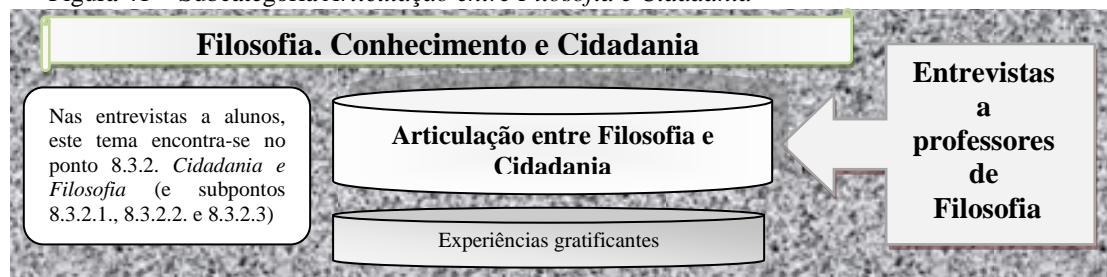 Filosofia. Conhecimento e Cidadania
Nas entrevistas a alunos,
este tema encontra-se no
ponto 8.3.2. Cidadania e
Filosofia (e subpontos
8.3.2.1., 8.3.2.2. e 8.3.2.3)
Articulação entre Filosofia e
Cidadania
Experiências gratificantes
Entrevistas
a
professores
de
Filosofia